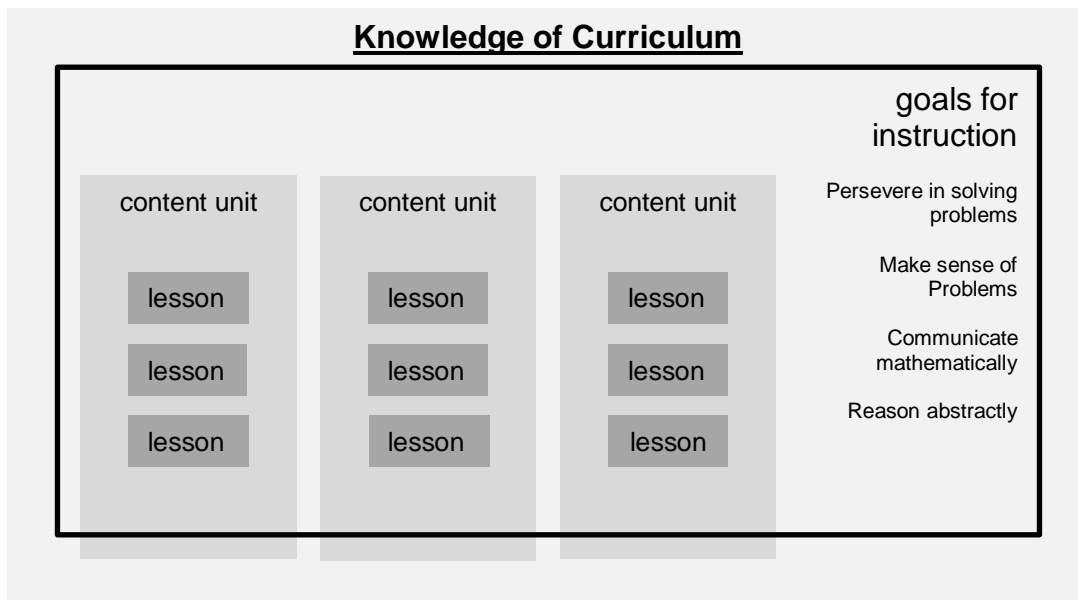 Knowledge of Curriculum
goals for
instruction
content unit
content unit
content unit
Persevere in solving
problems
Make sense of
Problems
Communicate
mathematically
Reason abstractly
lesson
lesson
lesson
lesson
lesson
lesson
lesson
lesson
lesson